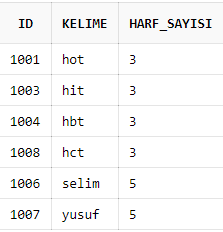 ID KELIME HARF_SAYISI
1001 hot 3
1003 hit 3
1004 hbt 3
1008 hct 3
1006 selim 5
1007 yusuf 5